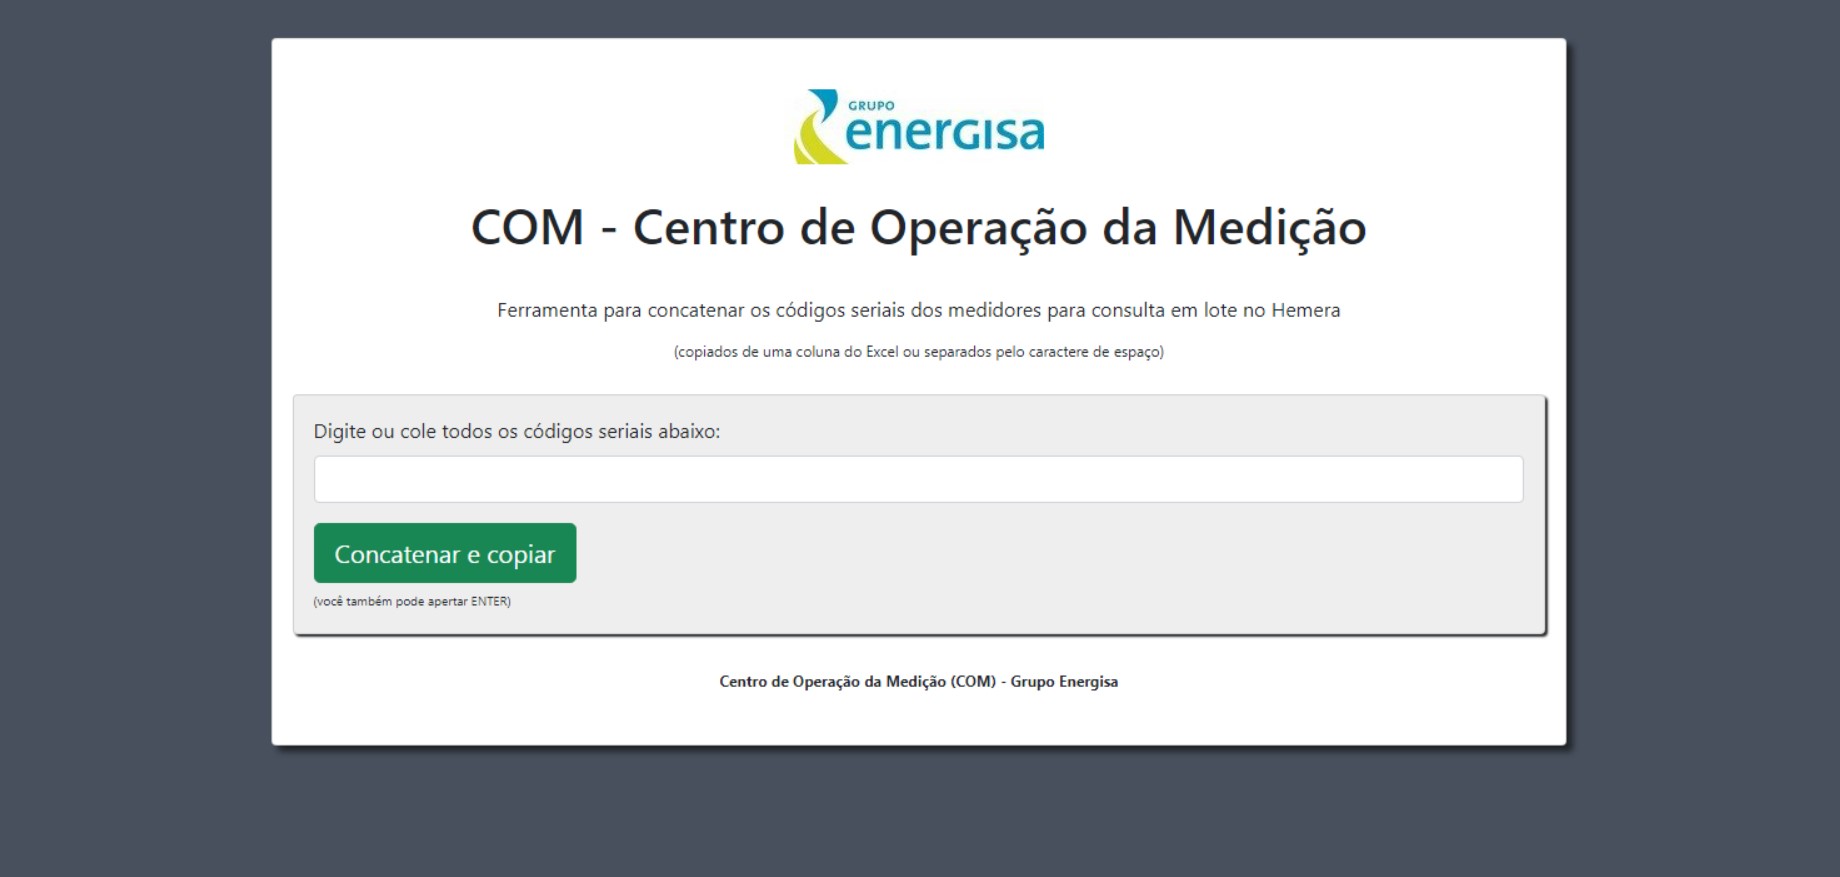 GRUPO
energisa
COM - Centro de Operação da Medição
Ferramenta para concatenar os códigos seriais dos medidores para consulta em lote no Hemera
(copiados de uma coluna do Excel ou separados pelo caractere de espaço)
Digite ou cole todos os códigos seriais abaixo:
Concatenar e copiar
(você também pode apertar ENTER)
Centro de Operação da Medição (COM) - Grupo Energisa